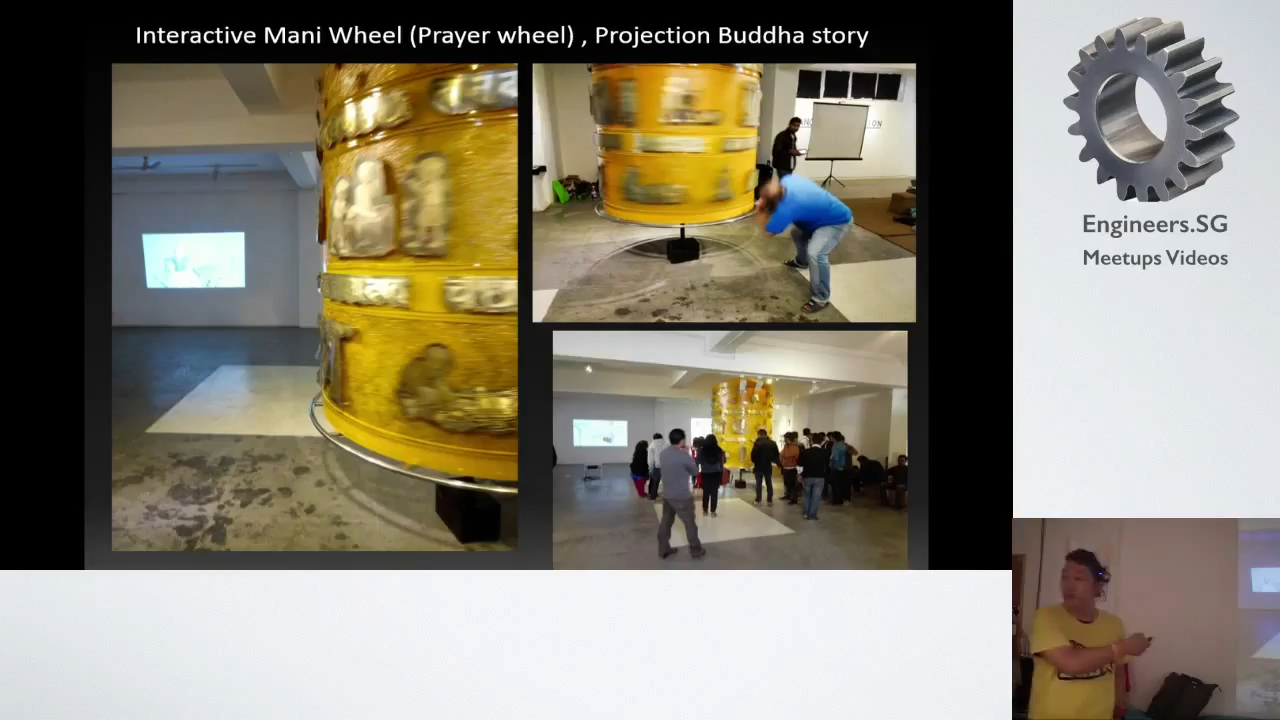 Interactive Mani Wheel (Prayer wheel) , Projection Buddha story
Engineers.SG
Meetups Videos